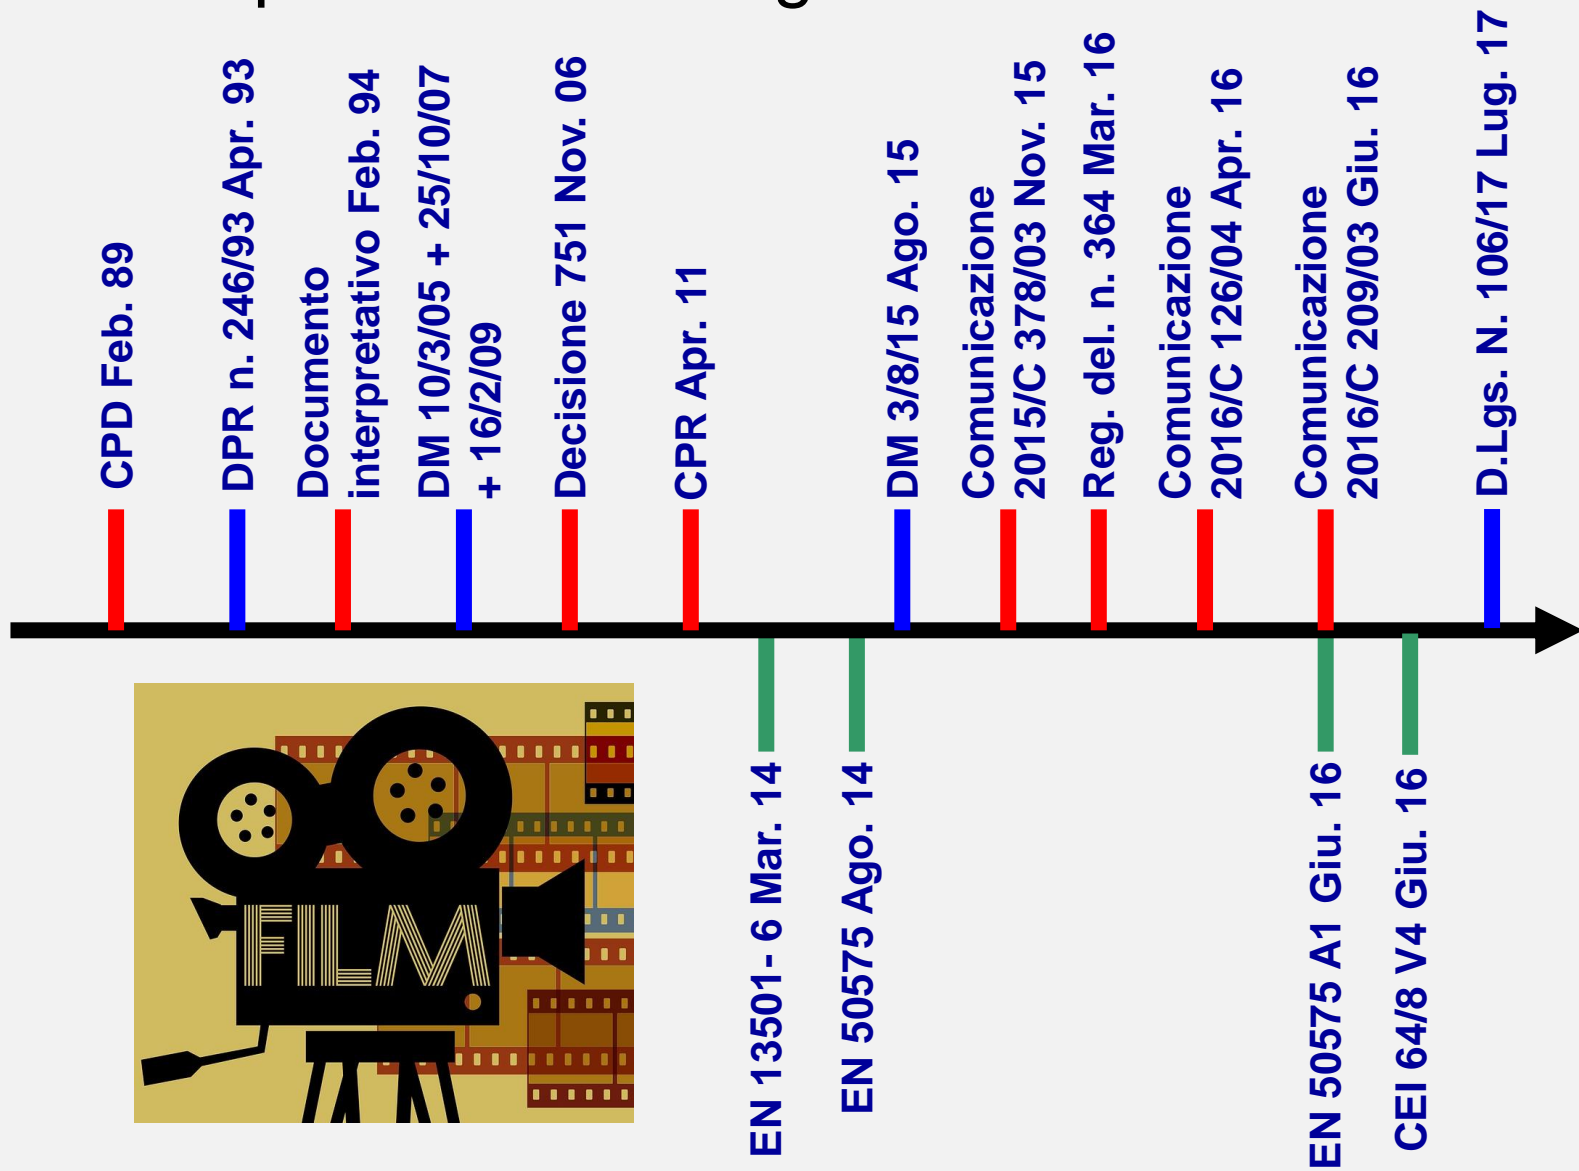 CPD Feb. 89
DPR n. 246/93 Apr. 93
Documento
interpretativo Feb. 94
DM 10/3/05 + 25/10/07
+ 16/2/09
Decisione 751 Nov. 06
CPR Apr. 11
DM 3/8/15 Ago. 15
Comunicazione
2015/C 378/03 Nov. 15
Reg. del. n. 364 Mar. 16
Comunicazione
2016/C 126/04 Apr. 16
Comunicazione
2016/C 209/03 Giu. 16
D.Lgs. N. 106/17 Lug. 17
EN 13501- 6 Mar. 14
EN 50575 Ago. 14
EN 50575 A1 Giu. 16
CEI 64/8 V4 Giu. 16
FILM